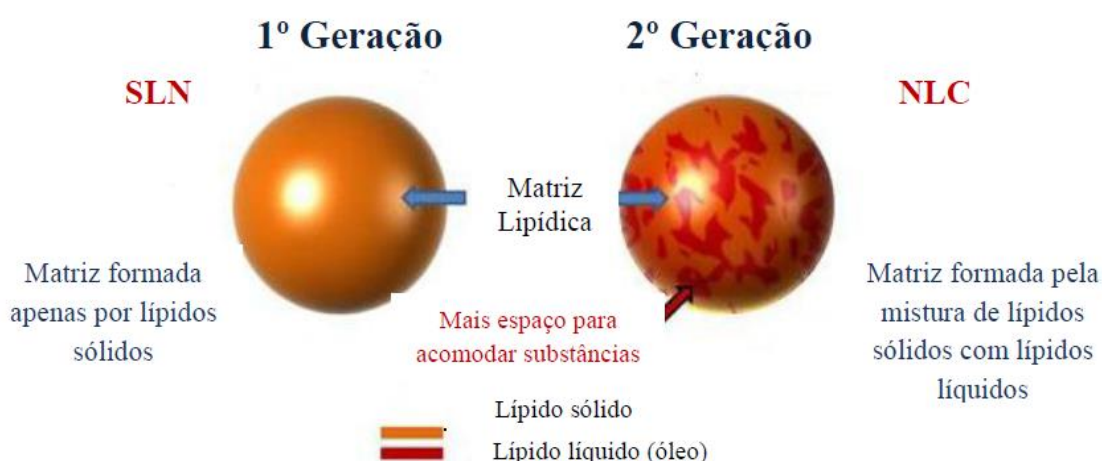 1º Geração
2º Geração
SLN
NLC
Matriz
Lipídica
Matriz formada
apenas por lípidos
sólidos
Mais espaço para
acomodar substâncias
Matriz formada pela
mistura de lípidos
sólidos com lípidos
líquidos
Lípido sólido
Lípido líquido (óleo)